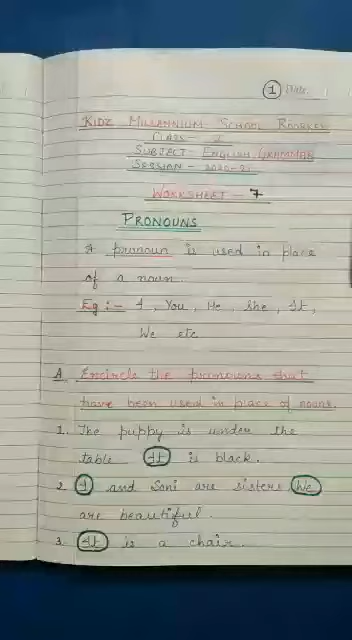 1 Date:
KIDZ MILLENNIUM SCHOOL ROORKEE
CLASS - I
SUBJECT - ENGLISH GRAMMAR
SESSION - 2020-21
WORKSHEET - 7
PRONOUNS
A pronoun is used in place
of a noun.
Eg :- I, You, He, She, It,
We etc
A. Encircle the pronouns that
have been used in place of nouns.
1. The puppy is under the
table. It is black.
2. I and Soni are sisters. We
are beautiful.
3. It is a chair.